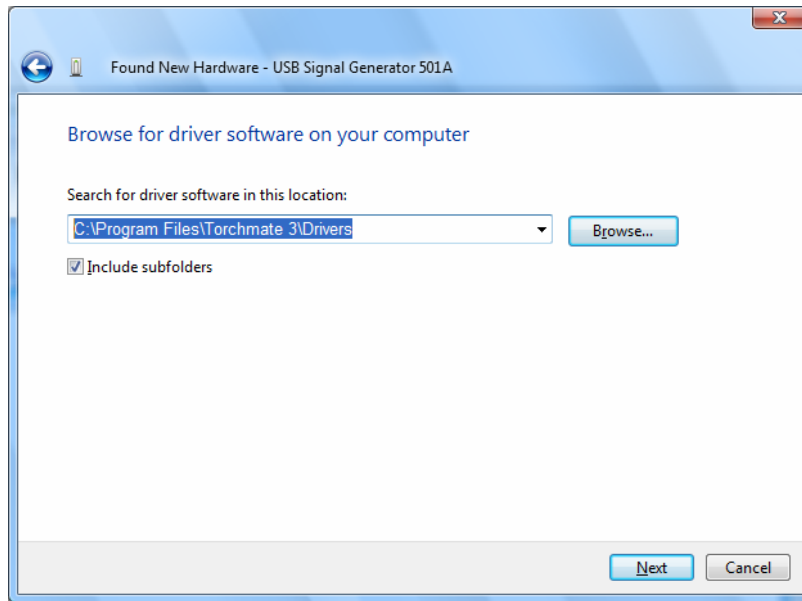 Found New Hardware - USB Signal Generator 501A
Browse for driver software on your computer
Search for driver software in this location:
C:\Program Files\Torchmate 3\Drivers
Browse...
Include subfolders
Next
Cancel